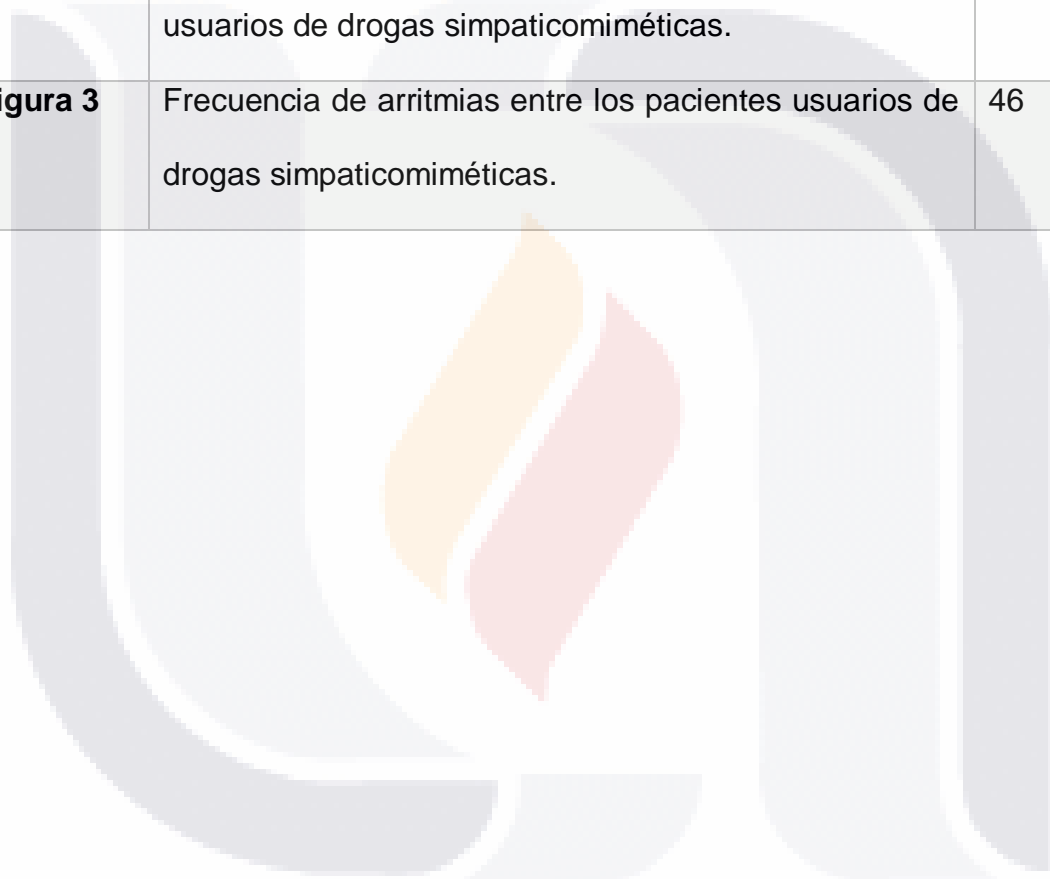 usuarios de drogas simpaticomiméticas.
igura 3 Frecuencia de arritmias entre los pacientes usuarios de 46
drogas simpaticomiméticas.